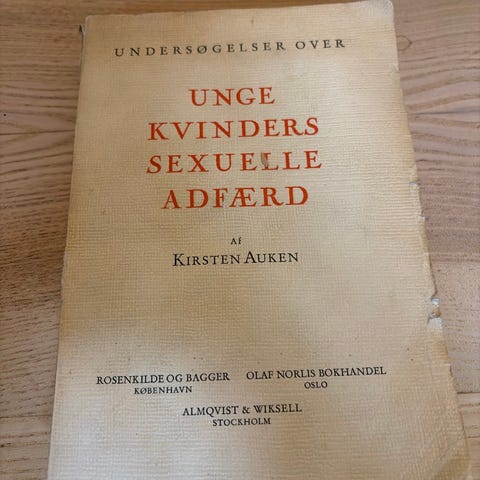 UNDERSØGELSER OVER
UNGE
KVINDERS
SEXUELLE
ADFÆRD
AF
KIRSTEN AUKEN
ROSENKILDE OG BAGGER
KØBENHAVN
OLAF NORLIS BOKHANDEL
OSLO
ALMQVIST & WIKSELL
STOCKHOLM